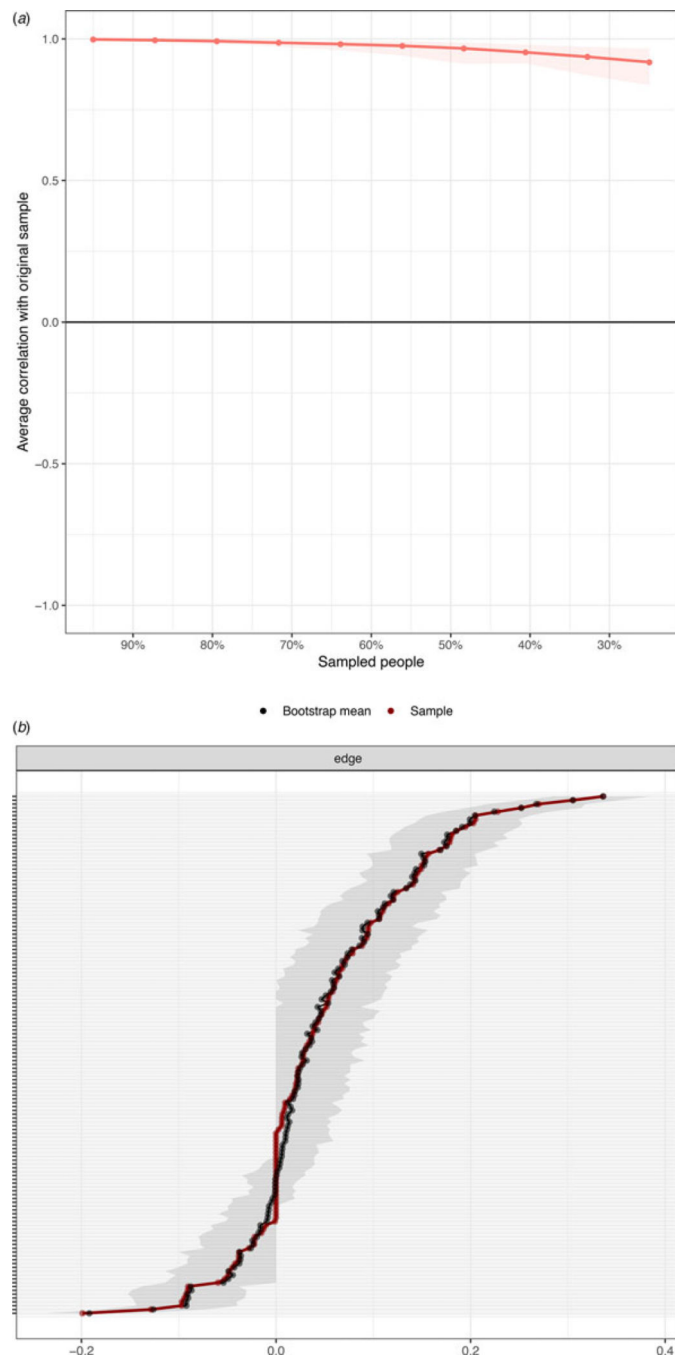 (a)
Average correlation with original sample
1.0
0.5
0.0
−0.5
−1.0
90% 80% 70% 60% 50% 40% 30%
Sampled people
Bootstrap mean Sample
(b)
edge
−0.2 0.0 0.2 0.4